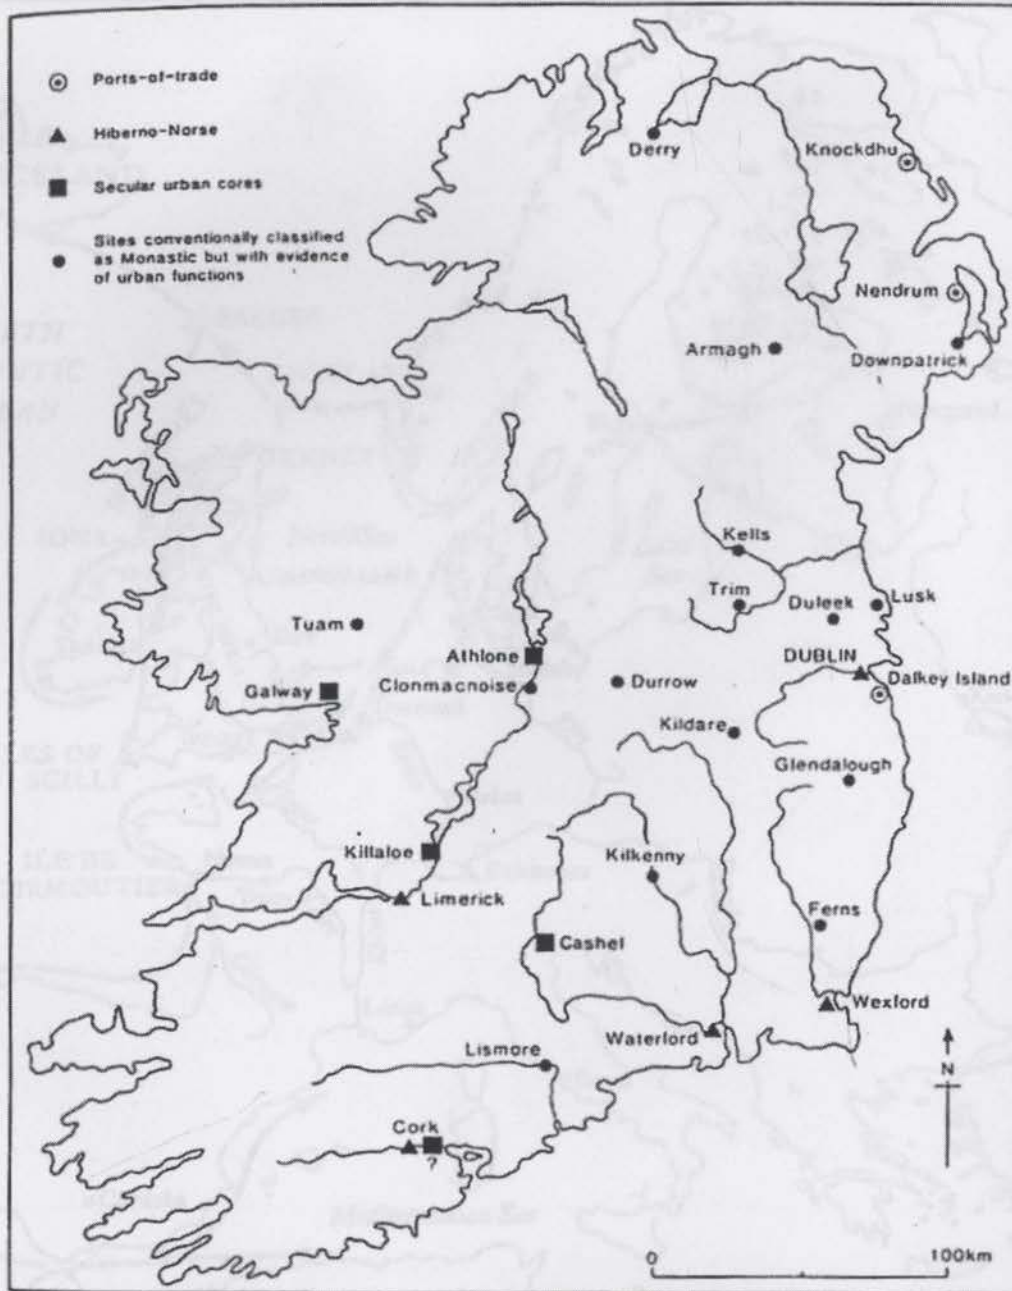 Ports-of-trade
Hiberno-Norse
Secular urban cores
Sites conventionally classified
as Monastic but with evidence
of urban functions
Derry
Knockdhu
Nendrum
Armagh
Downpatrick
Kells
Trim
Duleek
Lusk
Tuam
Athlone
DUBLIN
Galway
Clonmacnoise
Durrow
Dalkey Island
Kildare
Glendalough
Killaloe
Kilkenny
Limerick
Ferns
Cashel
Wexford
Waterford
N
Lismore
Cork
?
0
100km